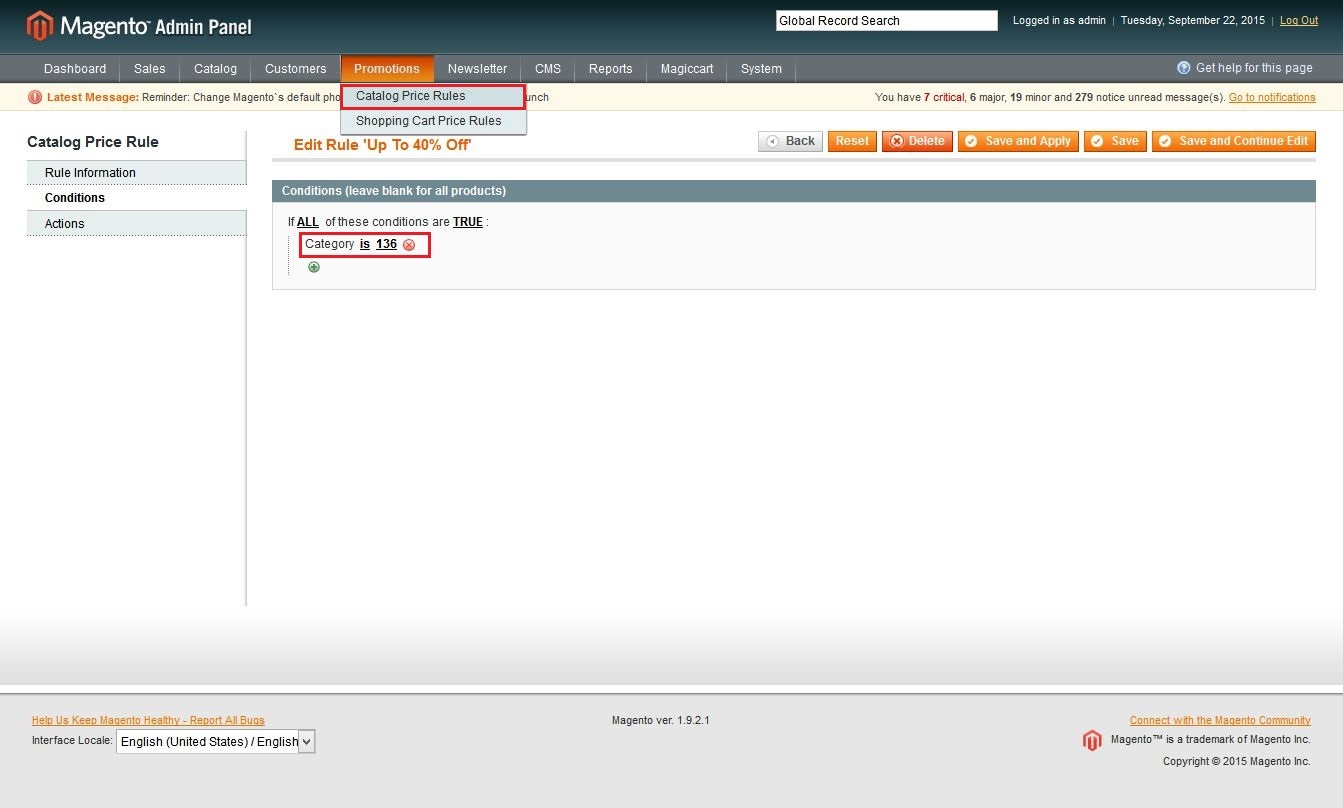 Magento™ Admin Panel
Global Record Search
Logged in as admin | Tuesday, September 22, 2015 | Log Out
Dashboard Sales Catalog Customers Promotions Newsletter CMS Reports Magiccart System Get help for this page
Latest Message: Reminder: Change Magento`s default pho
unch
You have 7 critical, 6 major, 19 minor and 279 notice unread message(s). Go to notifications
Catalog Price Rules
Shopping Cart Price Rules
Catalog Price Rule
Rule Information
Conditions
Actions
Edit Rule 'Up To 40% Off'
Back Reset Delete Save and Apply Save Save and Continue Edit
Conditions (leave blank for all products)
If ALL of these conditions are TRUE :
Category is 136
Help Us Keep Magento Healthy - Report All Bugs
Interface Locale: English (United States) / English
Magento ver. 1.9.2.1
Connect with the Magento Community
Magento™ is a trademark of Magento Inc.
Copyright © 2015 Magento Inc.